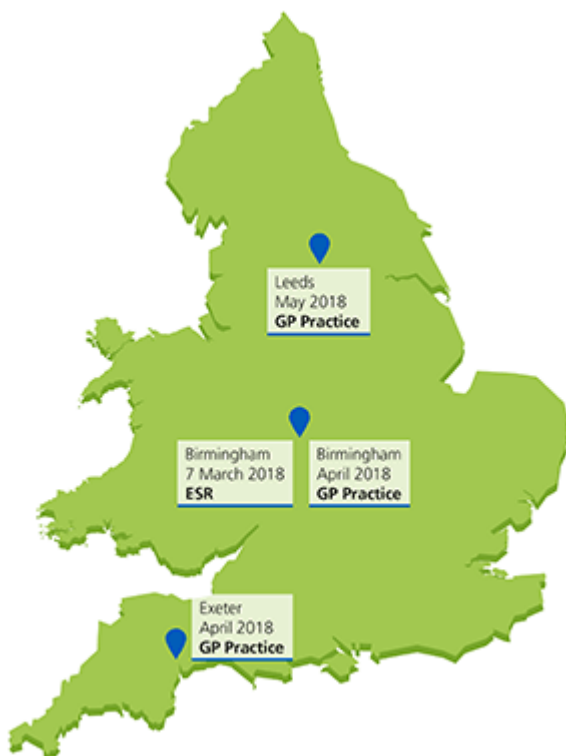 Leeds
May 2018
GP Practice
Birmingham
7 March 2018
ESR
Birmingham
April 2018
GP Practice
Exeter
April 2018
GP Practice